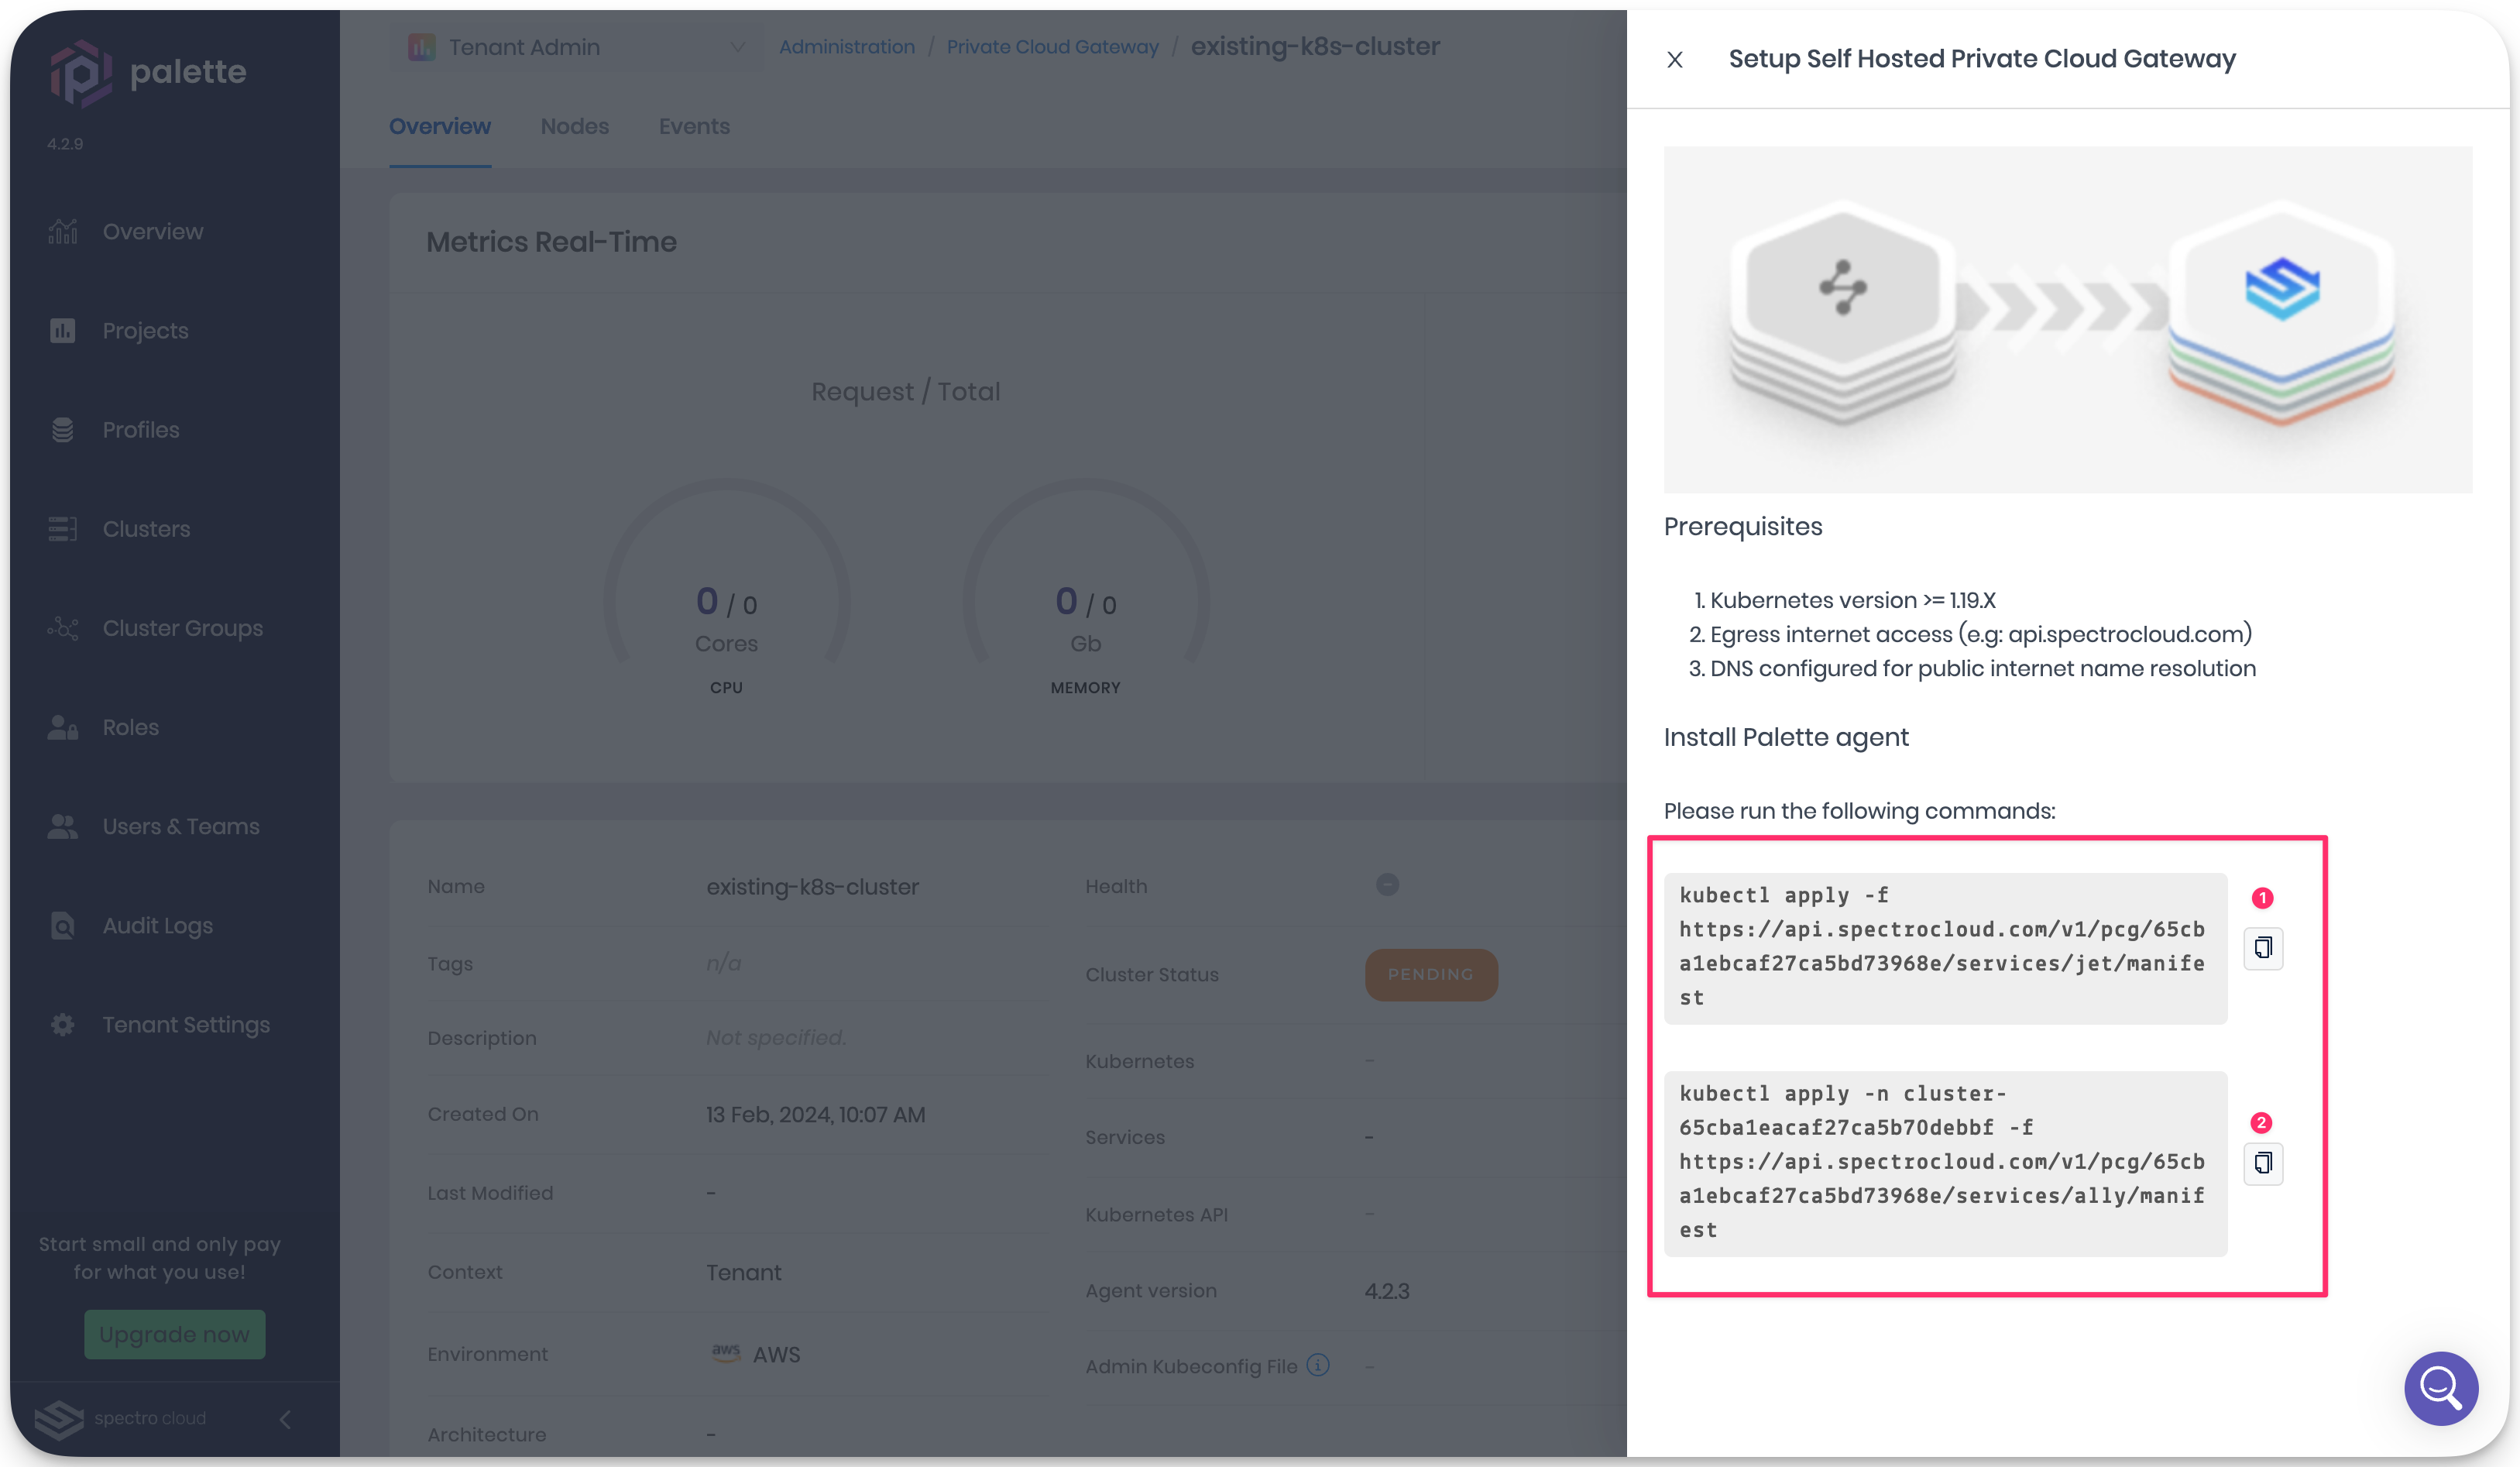 palette
4.2.9
Overview
Projects
Profiles
Clusters
Cluster Groups
Roles
Users & Teams
Audit Logs
Tenant Settings
Start small and only pay
for what you use!
Upgrade now
spectro cloud
Tenant Admin
Administration / Private Cloud Gateway / existing-k8s-cluster
Overview Nodes Events
Metrics Real-Time
Request / Total
0 / 0
Cores
CPU
0 / 0
Gb
MEMORY
Name existing-k8s-cluster
Tags n/a
Description Not specified.
Created On 13 Feb, 2024, 10:07 AM
Last Modified -
Context Tenant
Environment aws AWS
Architecture -
Health
Cluster Status PENDING
Kubernetes -
Services -
Kubernetes API -
Agent version 4.2.3
Admin Kubeconfig File i -
X Setup Self Hosted Private Cloud Gateway
Prerequisites
1. Kubernetes version >= 1.19.X
2. Egress internet access (e.g: api.spectrocloud.com)
3. DNS configured for public internet name resolution
Install Palette agent
Please run the following commands:
kubectl apply -f
https://api.spectrocloud.com/v1/pcg/65cb
a1ebcaf27ca5bd73968e/services/jet/manife
st
1
kubectl apply -n cluster-
65cba1eacaf27ca5b70debbf -f
https://api.spectrocloud.com/v1/pcg/65cb
a1ebcaf27ca5bd73968e/services/ally/manif
est
2